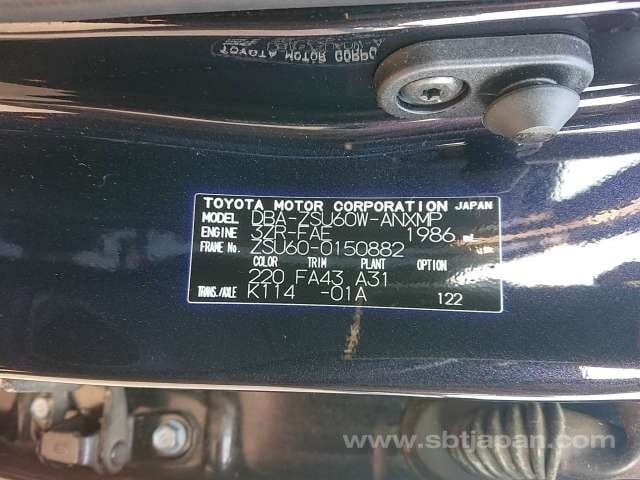 TOYOTA MOTOR CORPORATION JAPAN
MODEL DBA-ZSU60W-ANXMP
ENGINE 3ZR-FAE 1986 mL
FRAME No. ZSU60-0150882
COLOR TRIM PLANT OPTION
220 FA43 A31
TRANS./AXLE K114 -01A 122
www.sbtjapan.com